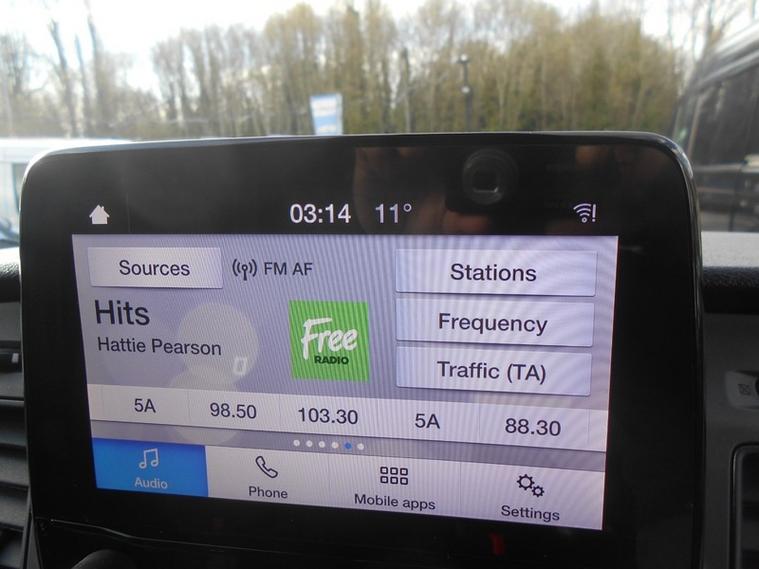 03:14 11°
Sources
FM AF
Stations
Hits
Hattie Pearson
Free
RADIO
Frequency
Traffic (TA)
5A 98.50 103.30 5A 88.30
Audio
Phone
Mobile apps
Settings